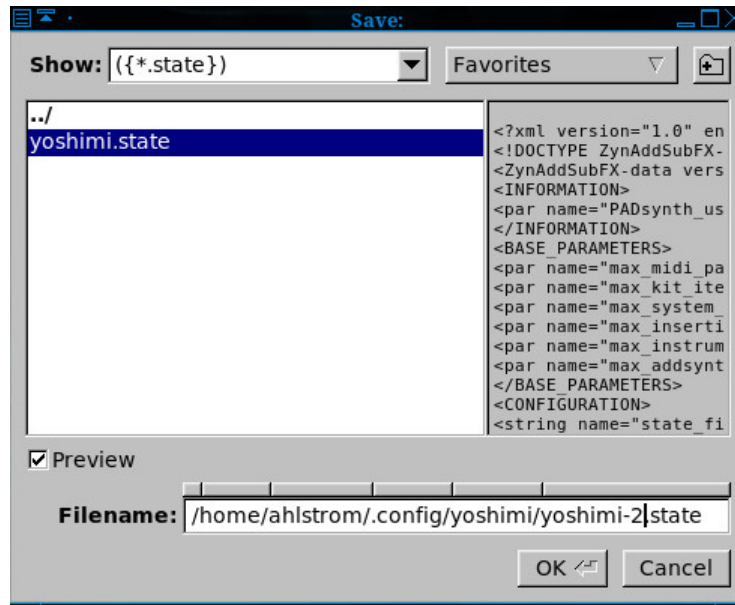 Save:
Show: ({*.state})
Favorites
../
yoshimi.state
<?xml version="1.0" en
<!DOCTYPE ZynAddSubFX-
<ZynAddSubFX-data vers
<INFORMATION>
<par name="PADsynth_us
</INFORMATION>
<BASE_PARAMETERS>
<par name="max_midi_pa
<par name="max_kit_ite
<par name="max_system_
<par name="max_inserti
<par name="max_instrum
<par name="max_addsynt
</BASE_PARAMETERS>
<CONFIGURATION>
<string name="state_fi
Preview
Filename: /home/ahlstrom/.config/yoshimi/yoshimi-2.state
OK
Cancel